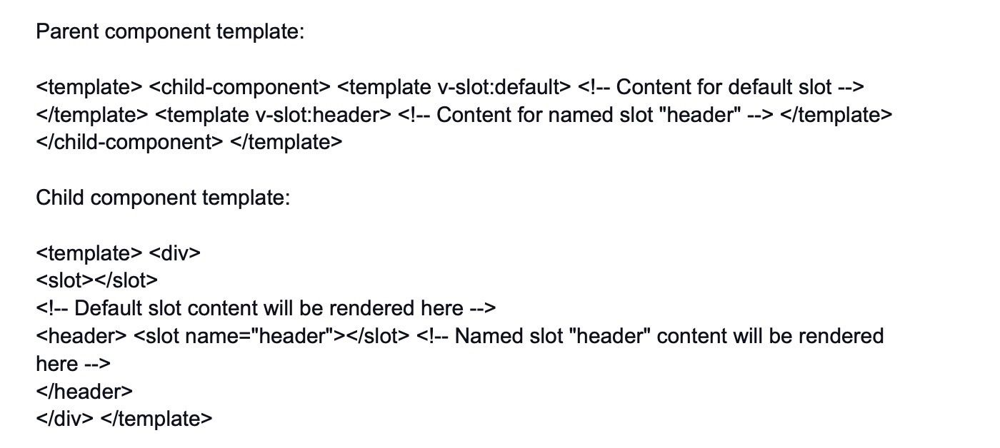 Parent component template:
<template> <child-component> <template v-slot:default> <!-- Content for default slot -->
</template> <template v-slot:header> <!-- Content for named slot "header" --> </template>
</child-component> </template>
Child component template:
<template> <div>
<slot></slot>
<!-- Default slot content will be rendered here -->
<header> <slot name="header"></slot> <!-- Named slot "header" content will be rendered
here -->
</header>
</div> </template>